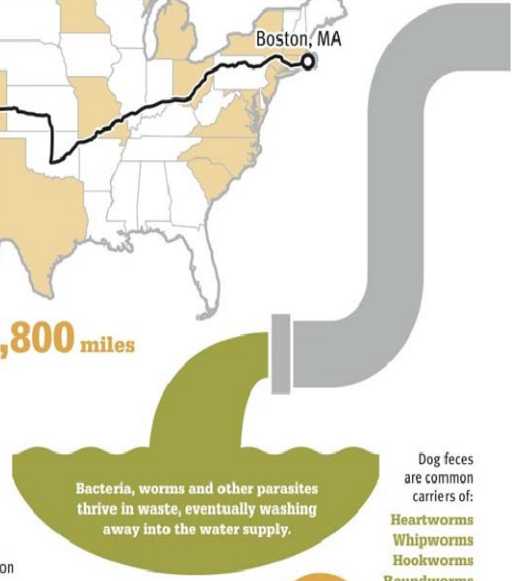 Boston, MA
,800 miles
Bacteria, worms and other parasites
thrive in waste, eventually washing
away into the water supply.
Dog feces
are common
carriers of:
Heartworms
Whipworms
Hookworms
Roundworms
on